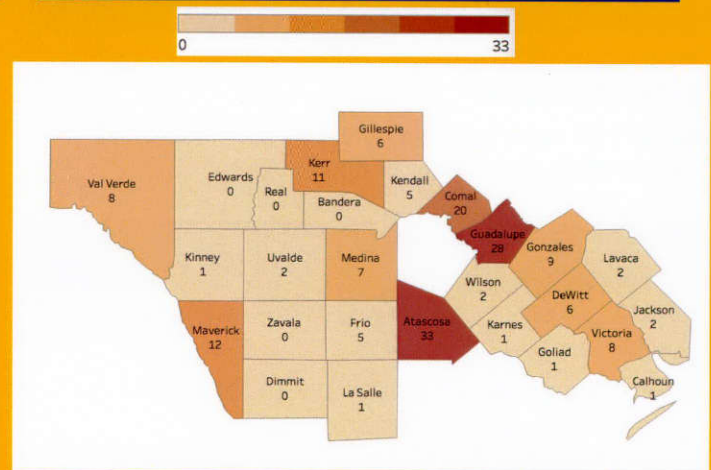 0
33
Gillespie
6
Val Verde
8
Edwards
0
Real
0
Kerr
11
Bandera
0
Kendall
5
Comal
20
Guadalupe
28
Gonzales
9
Lavaca
2
Kinney
1
Uvalde
2
Medina
7
Wilson
2
DeWitt
6
Jackson
2
Maverick
12
Zavala
0
Frio
5
Atascosa
33
Karnes
1
Goliad
1
Victoria
8
Calhoun
1
Dimmit
0
La Salle
1